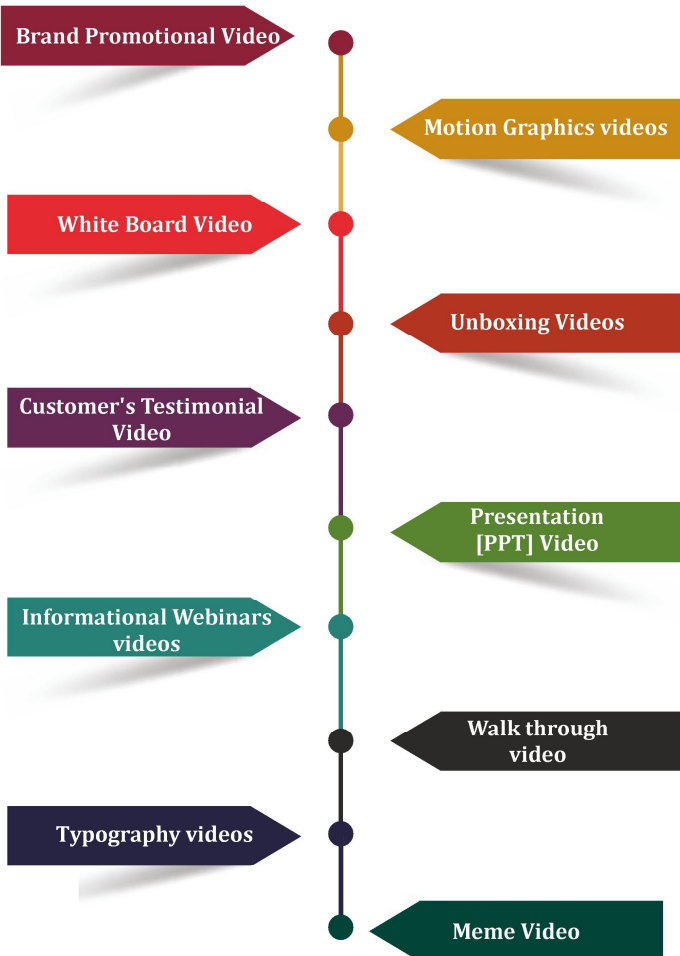 Brand Promotional Video
Motion Graphics videos
White Board Video
Unboxing Videos
Customer's Testimonial
Video
Presentation
[PPT] Video
Informational Webinars
videos
Walk through
video
Typography videos
Meme Video